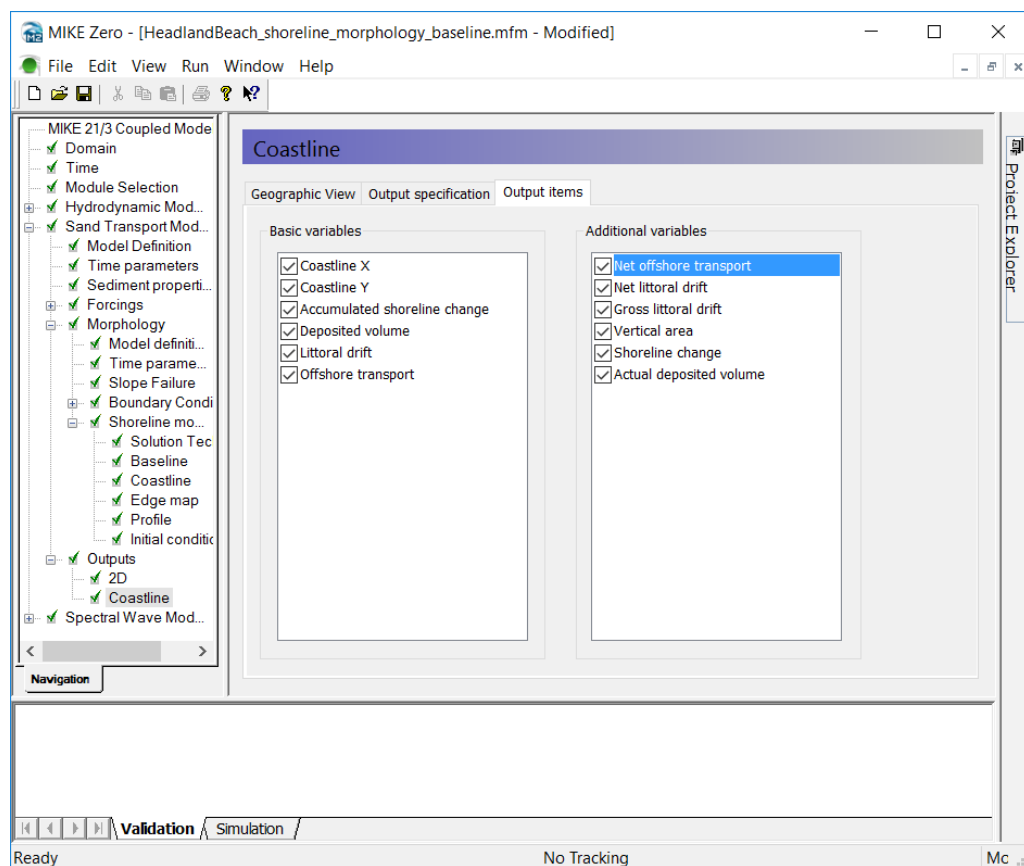 MIKE Zero - [HeadlandBeach_shoreline_morphology_baseline.mfm - Modified]
File Edit View Run Window Help
MIKE 21/3 Coupled Mode
Domain
Time
Module Selection
Hydrodynamic Mod...
Sand Transport Mod...
Model Definition
Time parameters
Sediment properti...
Forcings
Morphology
Model definiti...
Time parame...
Slope Failure
Boundary Condi
Shoreline mo...
Solution Tec
Baseline
Coastline
Edge map
Profile
Initial conditic
Outputs
2D
Coastline
Spectral Wave Mod...
Navigation
Coastline
Geographic View Output specification Output items
Basic variables
Coastline X
Coastline Y
Accumulated shoreline change
Deposited volume
Littoral drift
Offshore transport
Additional variables
Net offshore transport
Net littoral drift
Gross littoral drift
Vertical area
Shoreline change
Actual deposited volume
Project Explorer
Validation Simulation
Ready No Tracking Mc